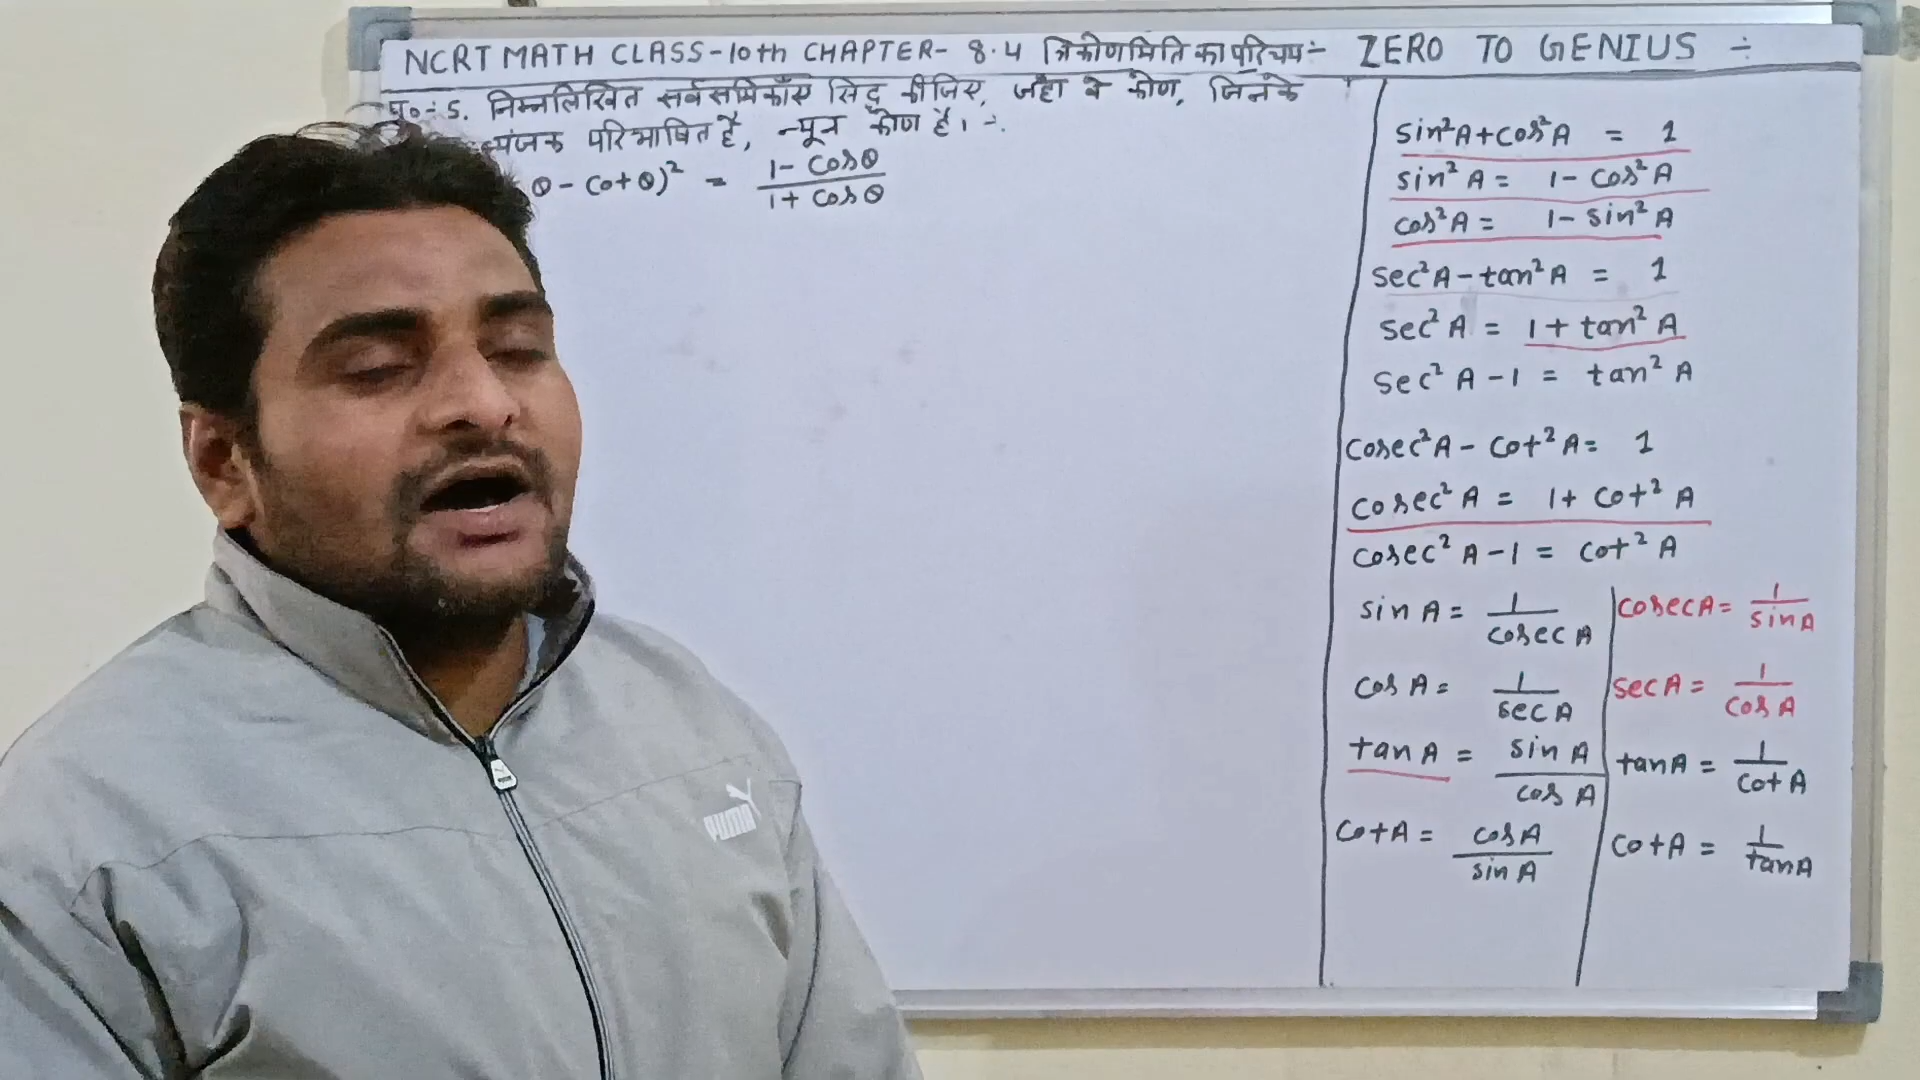 NCRT MATH CLASS-10th CHAPTER- 8.4 त्रिकोणमिति का परिचय ÷ ZERO TO GENIUS ÷
प्र० ÷ 5. निम्नलिखित सर्वसमिकाँए सिद्ध कीजिए, जहाँ वे कोण, जिनके
व्यंजक परिभाषित है, न्यून कोण है। ÷
θ - cot θ)² = (1 - cosθ)/(1 + cosθ)
sin²A + cos²A = 1
sin²A = 1 - cos²A
cos²A = 1 - sin²A
sec²A - tan²A = 1
sec²A = 1 + tan²A
sec²A - 1 = tan²A
cosec²A - cot²A = 1
cosec²A = 1 + cot²A
cosec²A - 1 = cot²A
sin A = 1/cosec A
cosec A = 1/sin A
cos A = 1/sec A
sec A = 1/cos A
tan A = sin A/cos A
tan A = 1/cot A
cot A = cos A/sin A
cot A = 1/tan A
PUMA